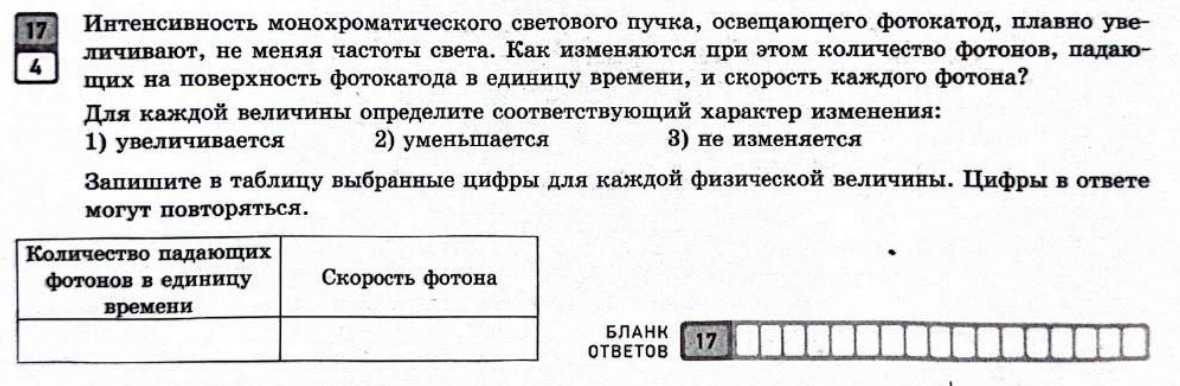 17
4
Интенсивность монохроматического светового пучка, освещающего фотокатод, плавно уве-
личивают, не меняя частоты света. Как изменяются при этом количество фотонов, падаю-
щих на поверхность фотокатода в единицу времени, и скорость каждого фотона?
Для каждой величины определите соответствующий характер изменения:
1) увеличивается 2) уменьшается 3) не изменяется
Запишите в таблицу выбранные цифры для каждой физической величины. Цифры в ответе
могут повторяться.
Количество падающих
фотонов в единицу
времени
Скорость фотона
БЛАНК
ОТВЕТОВ
17